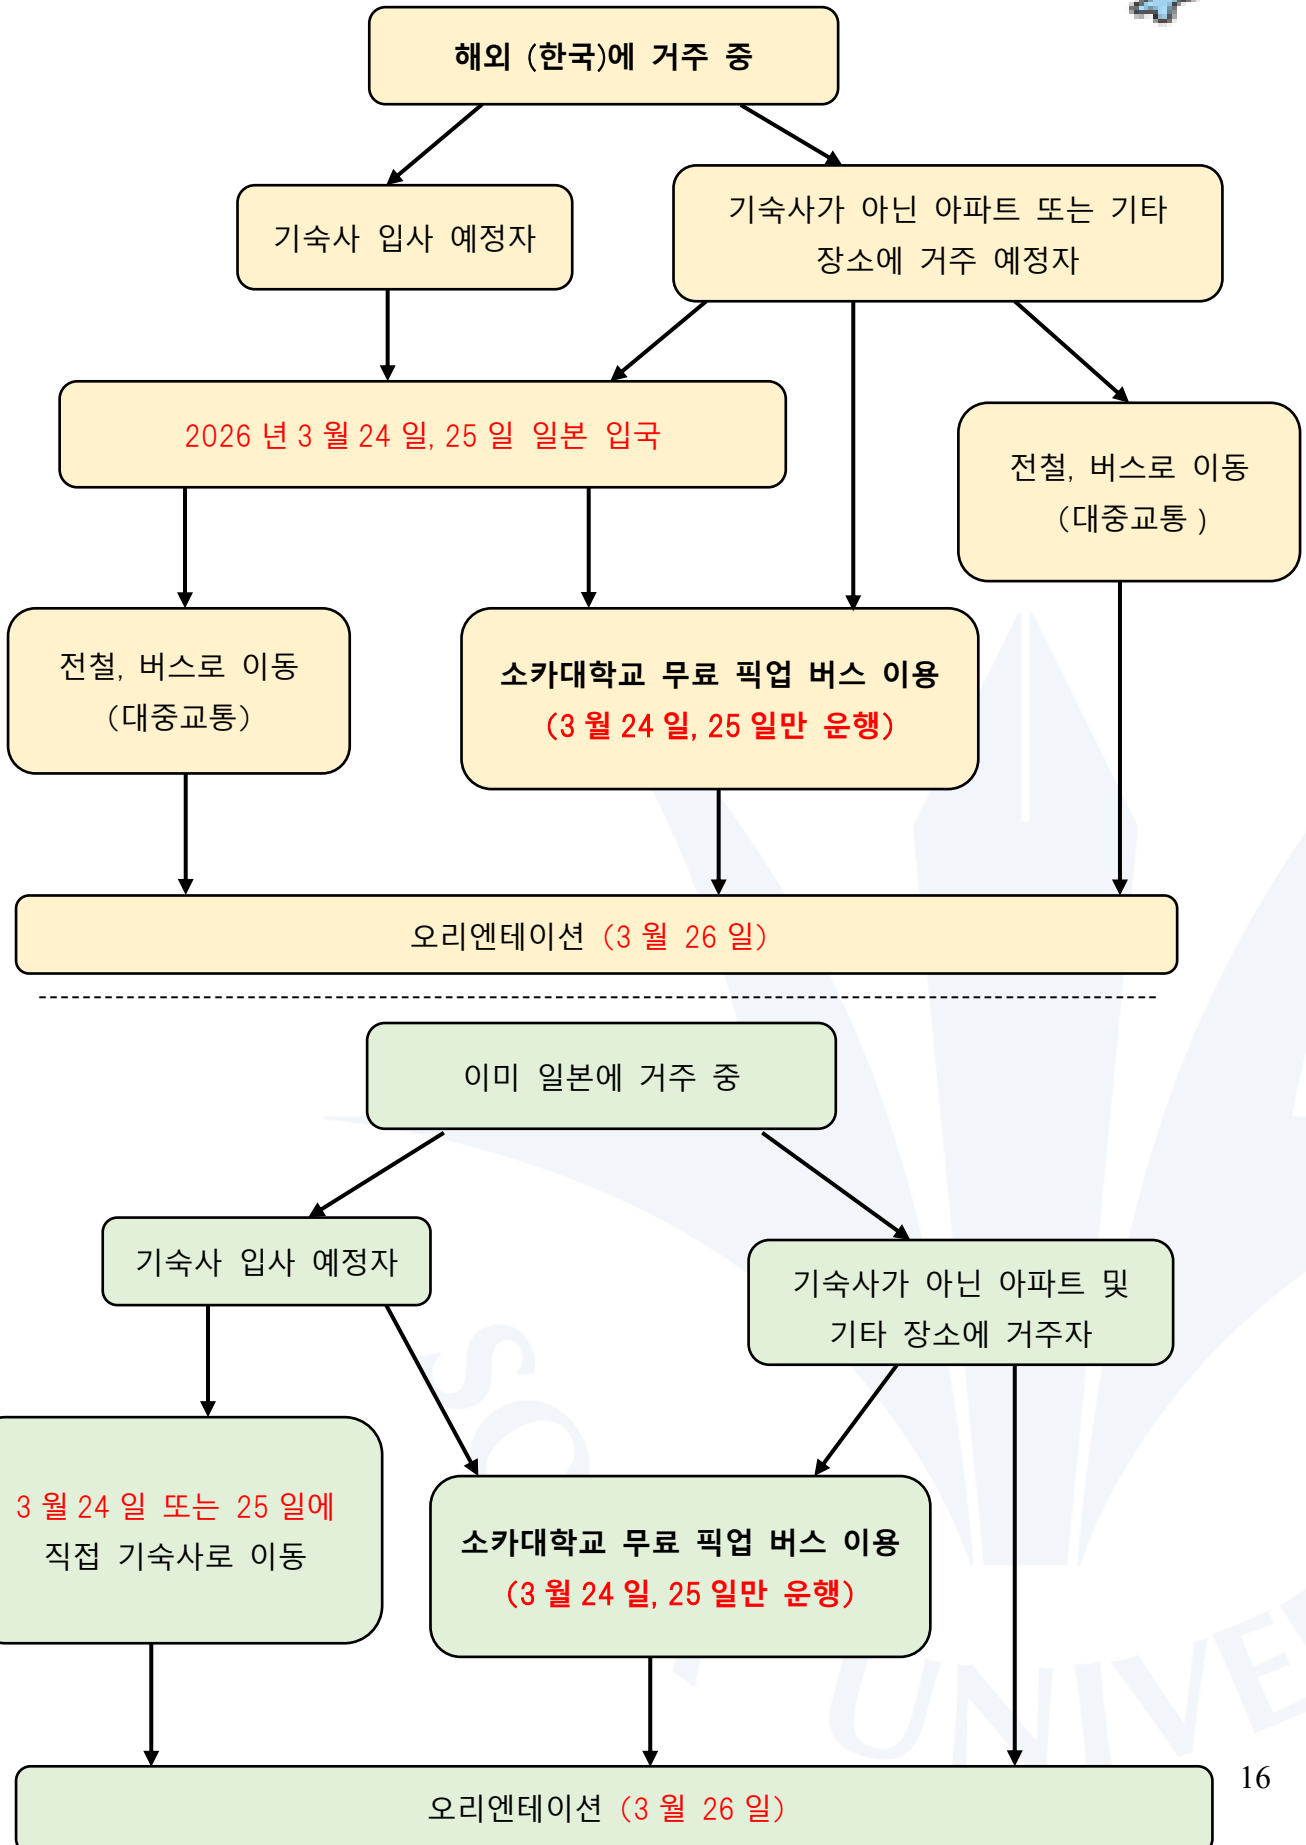 해외 (한국)에 거주 중
기숙사 입사 예정자
기숙사가 아닌 아파트 또는 기타
장소에 거주 예정자
2026 년 3 월 24 일, 25 일 일본 입국
전철, 버스로 이동
(대중교통 )
전철, 버스로 이동
(대중교통)
소카대학교 무료 픽업 버스 이용
(3 월 24 일, 25 일만 운행)
오리엔테이션 (3 월 26 일)
이미 일본에 거주 중
기숙사 입사 예정자
기숙사가 아닌 아파트 및
기타 장소에 거주자
3 월 24 일 또는 25 일에
직접 기숙사로 이동
소카대학교 무료 픽업 버스 이용
(3 월 24 일, 25 일만 운행)
오리엔테이션 (3 월 26 일)
16